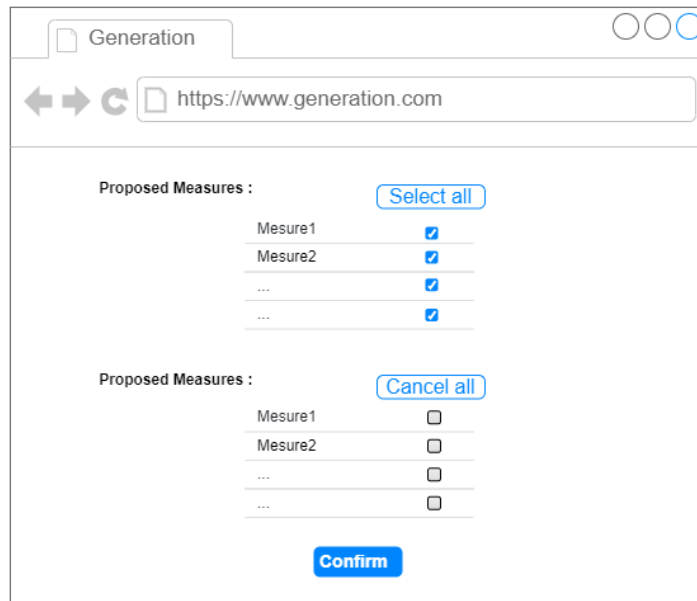 Generation
https://www.generation.com
Proposed Measures :
Select all
Mesure1
Mesure2
...
...
Proposed Measures :
Cancel all
Mesure1
Mesure2
...
...
Confirm